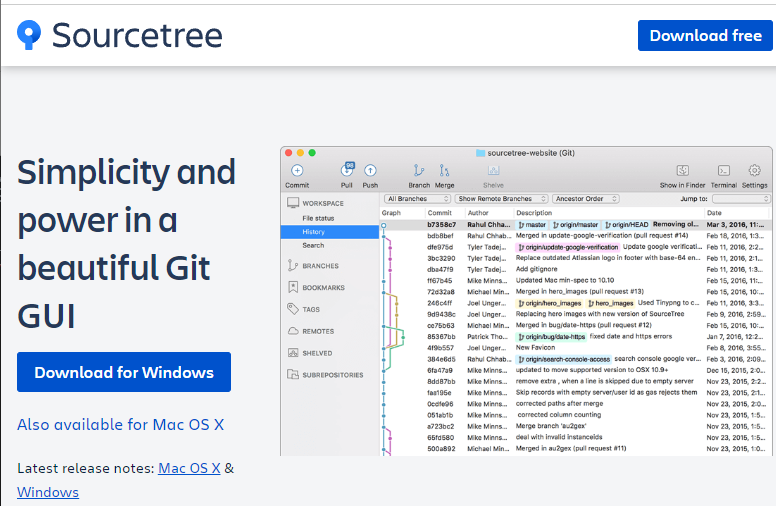 Sourcetree
Download free
Simplicity and
power in a
beautiful Git
GUI
Download for Windows
Also available for Mac OS X
Latest release notes: Mac OS X &
Windows
sourcetree-website (Git)
98
Commit Pull Push Branch Merge Shelve Show in Finder Terminal Settings
All Branches Show Remote Branches Ancestor Order Jump to:
WORKSPACE
File status
History
Search
BRANCHES
BOOKMARKS
TAGS
REMOTES
SHELVED
SUBREPOSITORIES
Graph Commit Author Description Date
b7358c7 Rahul Chhab... master origin/master origin/HEAD Removing ol... Mar 3, 2016, 11:...
bdb8bef Rahul Chhab... Merged in update-google-verification (pull request #14) Feb 18, 2016, 1:3...
dfe975d Tyler Tadej... origin/update-google-verification Update google verificati... Feb 11, 2016, 2:2...
3bc3290 Tyler Tadej... Replace outdated Atlassian logo in footer with base-64 en... Feb 11, 2016, 2:1...
dba47f9 Tyler Tadej... Add gitignore Feb 11, 2016, 1:3...
ff67b45 Mike Minns... Updated Mac min-spec to 10.10 Feb 15, 2016, 11:...
72d32a8 Michael Min... Merged in hero_images (pull request #13) Feb 15, 2016, 10:...
246c4ff Joel Unger... origin/hero_images hero_images Used Tinypng to c... Feb 11, 2016, 3:3...
9d9438c Joel Unger... Replacing hero images with new version of SourceTree Feb 9, 2016, 2:59...
ce75b63 Michael Min... Merged in bug/date-https (pull request #12) Feb 15, 2016, 10:...
85367bb Patrick Tho... origin/bug/date-https fixed date and https errors Jan 7, 2016, 12:2...
4f9b557 Joel Unger... New Favicon Feb 8, 2016, 3:55...
384e6d5 Rahul Chhab... origin/search-console-access search console google ver... Feb 3, 2016, 2:09...
6fa47a9 Mike Minns... updated to move supported version to OSX 10.9+ Dec 15, 2015, 2:0...
8dd87bb Mike Minns... remove extra , when a line is skipped due to empty server Nov 23, 2015, 2:2...
faa195e Mike Minns... Skip records with empty server/user id as gas rejects them Nov 23, 2015, 2:1...
0cdfe96 Mike Minns... corrected paths after merge Nov 23, 2015, 2:0...
051ab1b Mike Minns... corrected column counting Nov 23, 2015, 1:5...
a723bc2 Mike Minns... Merge branch 'au2gex' Nov 23, 2015, 1:5...
65fd580 Mike Minns... deal with invalid instanceids Nov 23, 2015, 1:5...
500a892 Michael Min... Merged in au2gex (pull request #11) Nov 23, 2015, 1:0...